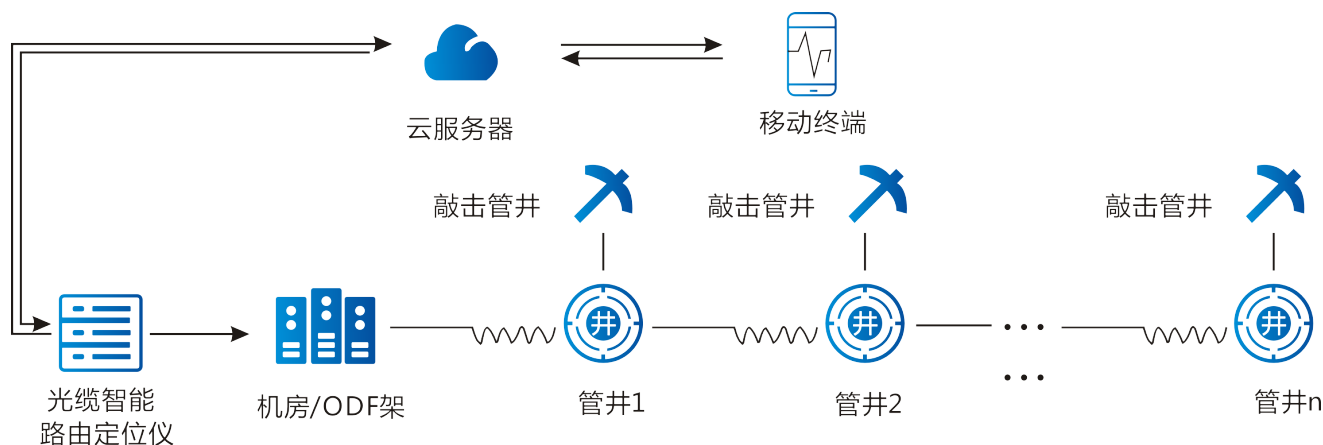 云服务器
移动终端
敲击管井
敲击管井
敲击管井
井
井
井
光缆智能
路由定位仪
机房/ODF架
管井1
管井2
管井n